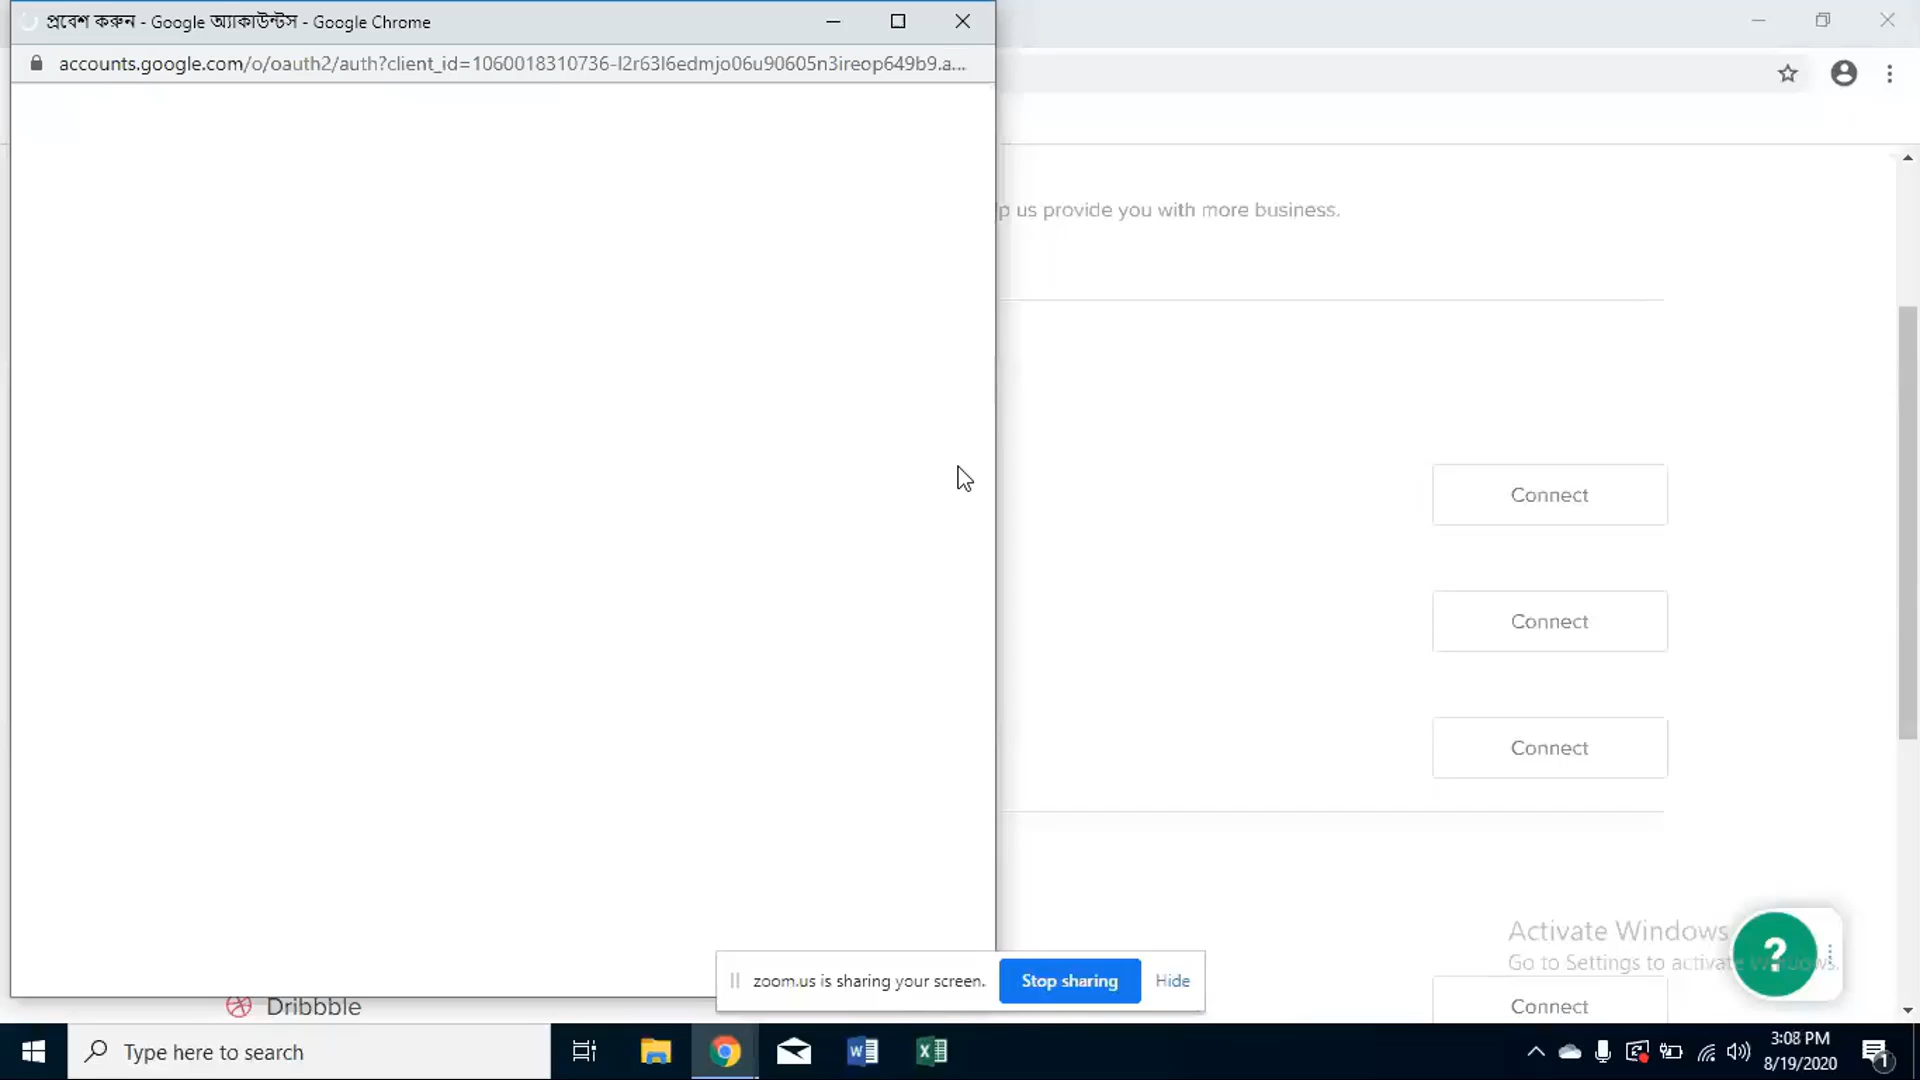 প্রবেশ করুন - Google অ্যাকাউন্টস - Google Chrome
accounts.google.com/o/oauth2/auth?client_id=1060018310736-l2r63l6edmjo06u90605n3ireop649b9.a...
p us provide you with more business.
Connect
Connect
Connect
Activate Windows
Go to Settings to activate Windows.
?
zoom.us is sharing your screen.
Stop sharing
Hide
Dribbble
Connect
Type here to search
3:08 PM
8/19/2020
1